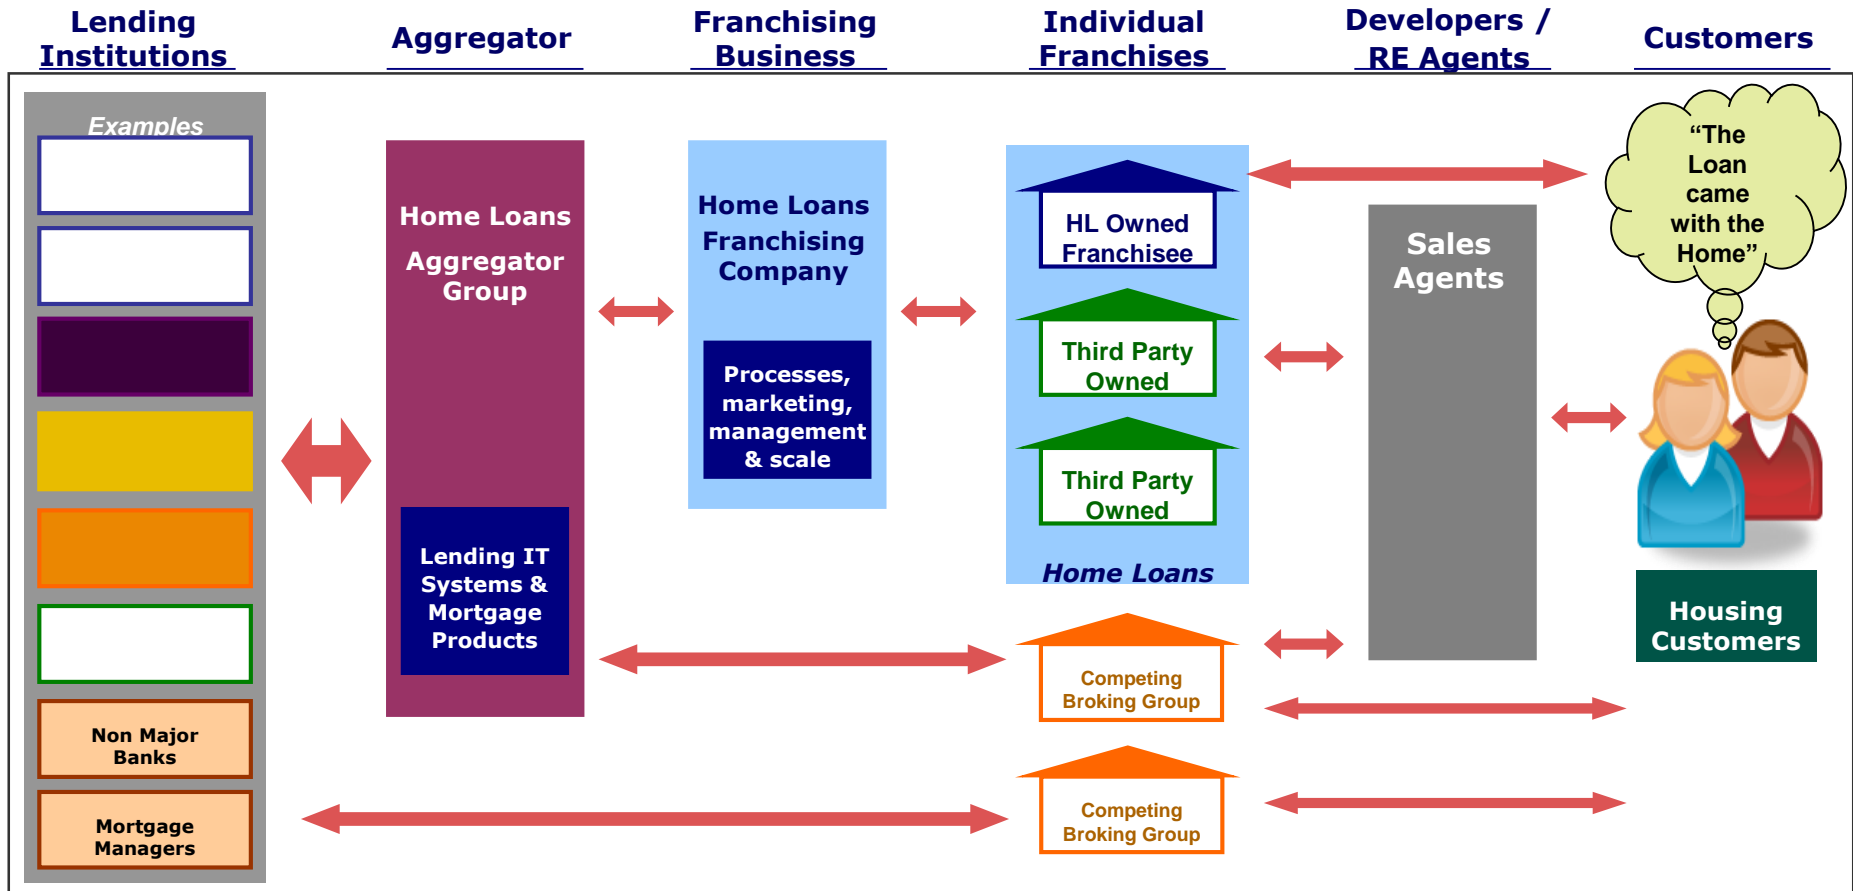 Lending
Institutions
Aggregator
Franchising
Business
Individual
Franchises
Developers /
RE Agents
Customers
Examples
Non Major
Banks
Mortgage
Managers
Home Loans
Aggregator
Group
Lending IT
Systems &
Mortgage
Products
Home Loans
Franchising
Company
Processes,
marketing,
management
& scale
HL Owned
Franchisee
Third Party
Owned
Third Party
Owned
Home Loans
Competing
Broking Group
Competing
Broking Group
Sales
Agents
“The
Loan
came
with the
Home”
Housing
Customers